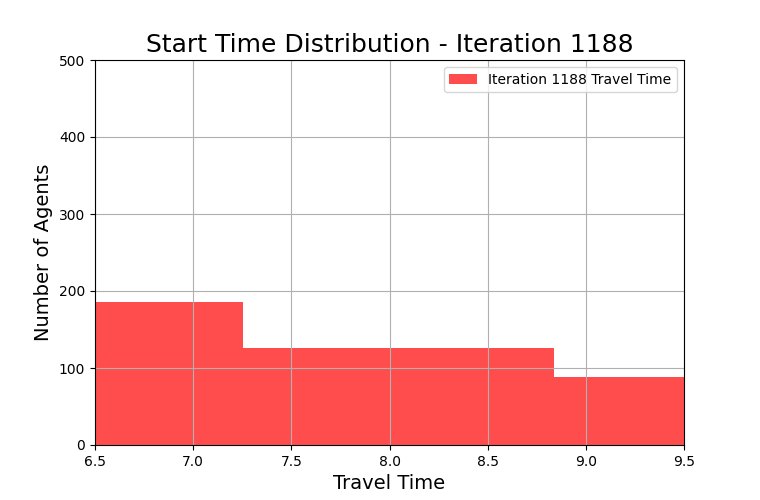 Start Time Distribution - Iteration 1188
Iteration 1188 Travel Time
Number of Agents
500
400
300
200
100
0
6.5 7.0 7.5 8.0 8.5 9.0 9.5
Travel Time